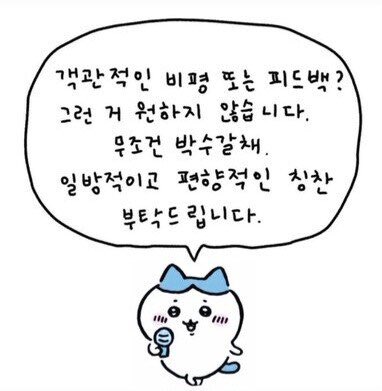 객관적인 비평 또는 피드백?
그런 거 원하지 않습니다.
무조건 박수갈채.
일방적이고 편향적인 칭찬
부탁드립니다.